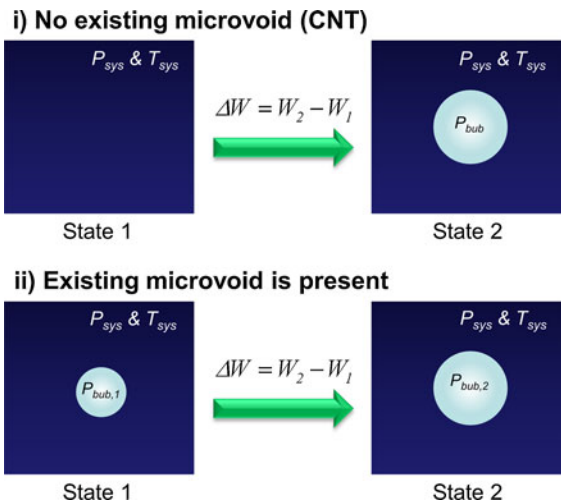 i) No existing microvoid (CNT)
P_sys & T_sys
ΔW = W_2 − W_1
P_sys & T_sys
P_bub
State 1
State 2
ii) Existing microvoid is present
P_sys & T_sys
P_bub,1
ΔW = W_2 − W_1
P_sys & T_sys
P_bub,2
State 1
State 2